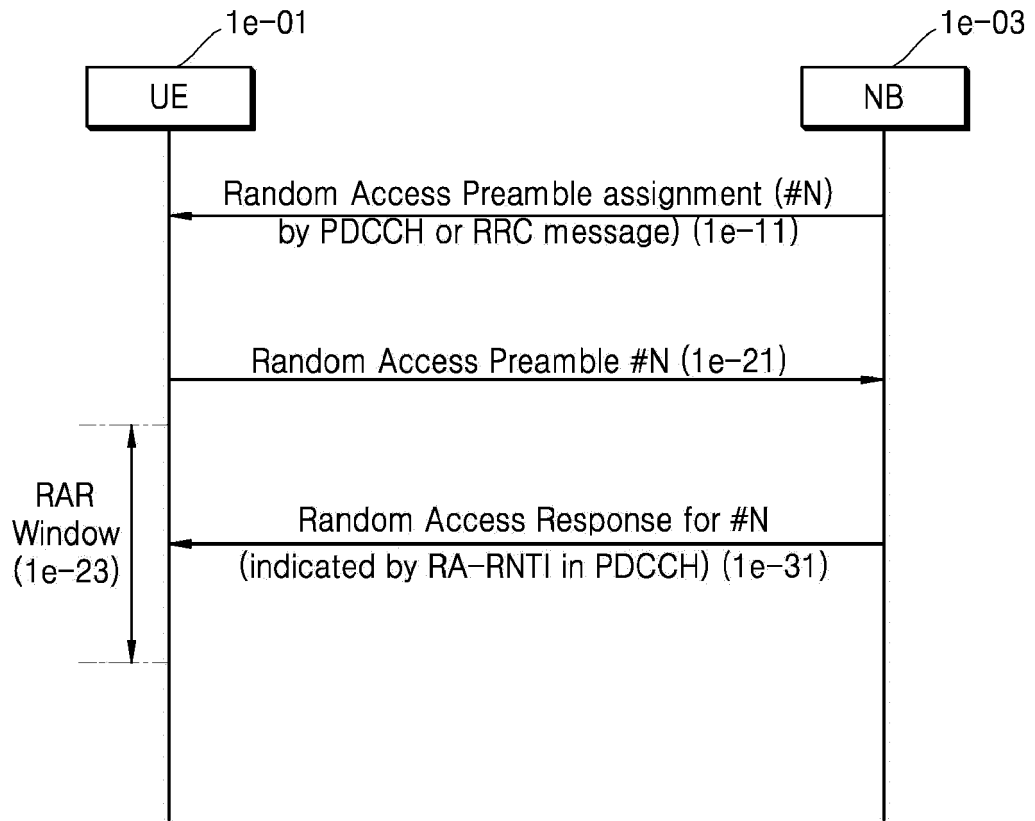 1e-01
1e-03
UE
NB
Random Access Preamble assignment (#N)
by PDCCH or RRC message) (1e-11)
Random Access Preamble #N (1e-21)
RAR
Window
(1e-23)
Random Access Response for #N
(indicated by RA-RNTI in PDCCH) (1e-31)